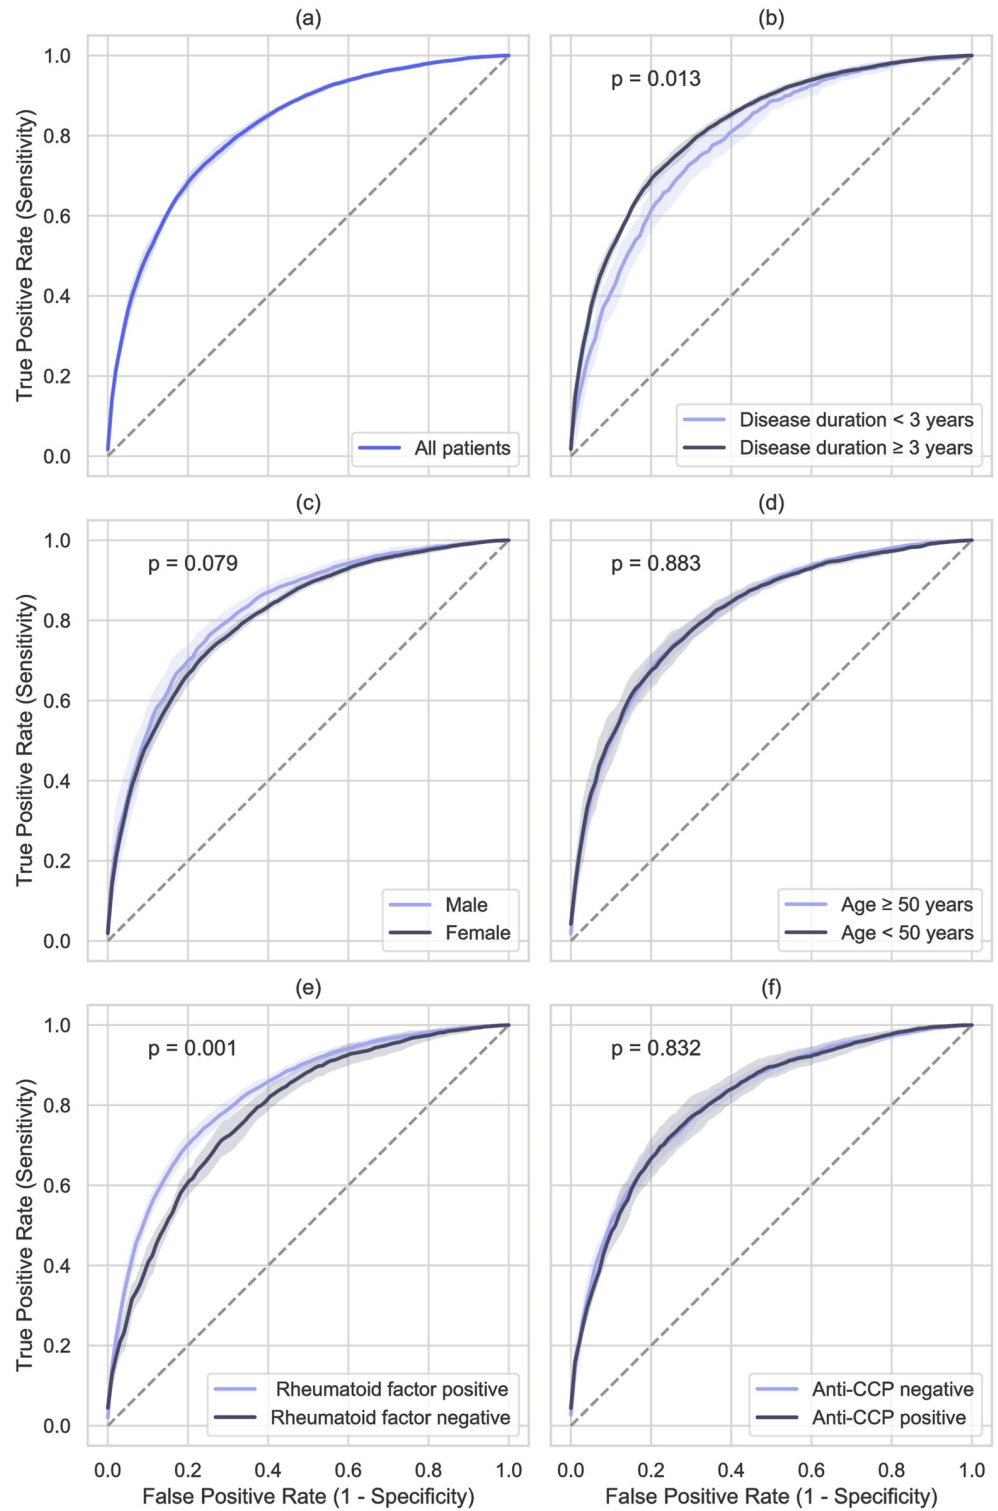 (a)
(b)
1.0
0.8
0.6
0.4
0.2
0.0
True Positive Rate (Sensitivity)
All patients
p = 0.013
Disease duration < 3 years
Disease duration ≥ 3 years
(c)
(d)
1.0
0.8
0.6
0.4
0.2
0.0
True Positive Rate (Sensitivity)
p = 0.079
Male
Female
p = 0.883
Age ≥ 50 years
Age < 50 years
(e)
(f)
1.0
0.8
0.6
0.4
0.2
0.0
True Positive Rate (Sensitivity)
p = 0.001
Rheumatoid factor positive
Rheumatoid factor negative
p = 0.832
Anti-CCP negative
Anti-CCP positive
0.0 0.2 0.4 0.6 0.8 1.0
False Positive Rate (1 - Specificity)
0.0 0.2 0.4 0.6 0.8 1.0
False Positive Rate (1 - Specificity)